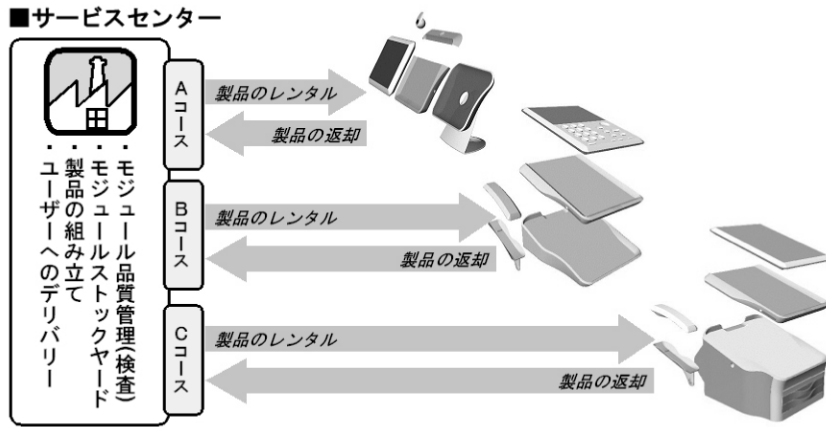 ■サービスセンター
・モジュール品質管理(検査)
・モジュールストックヤード
・製品の組み立て
・ユーザーへのデリバリー
Aコース
製品のレンタル
製品の返却
Bコース
製品のレンタル
製品の返却
Cコース
製品のレンタル
製品の返却